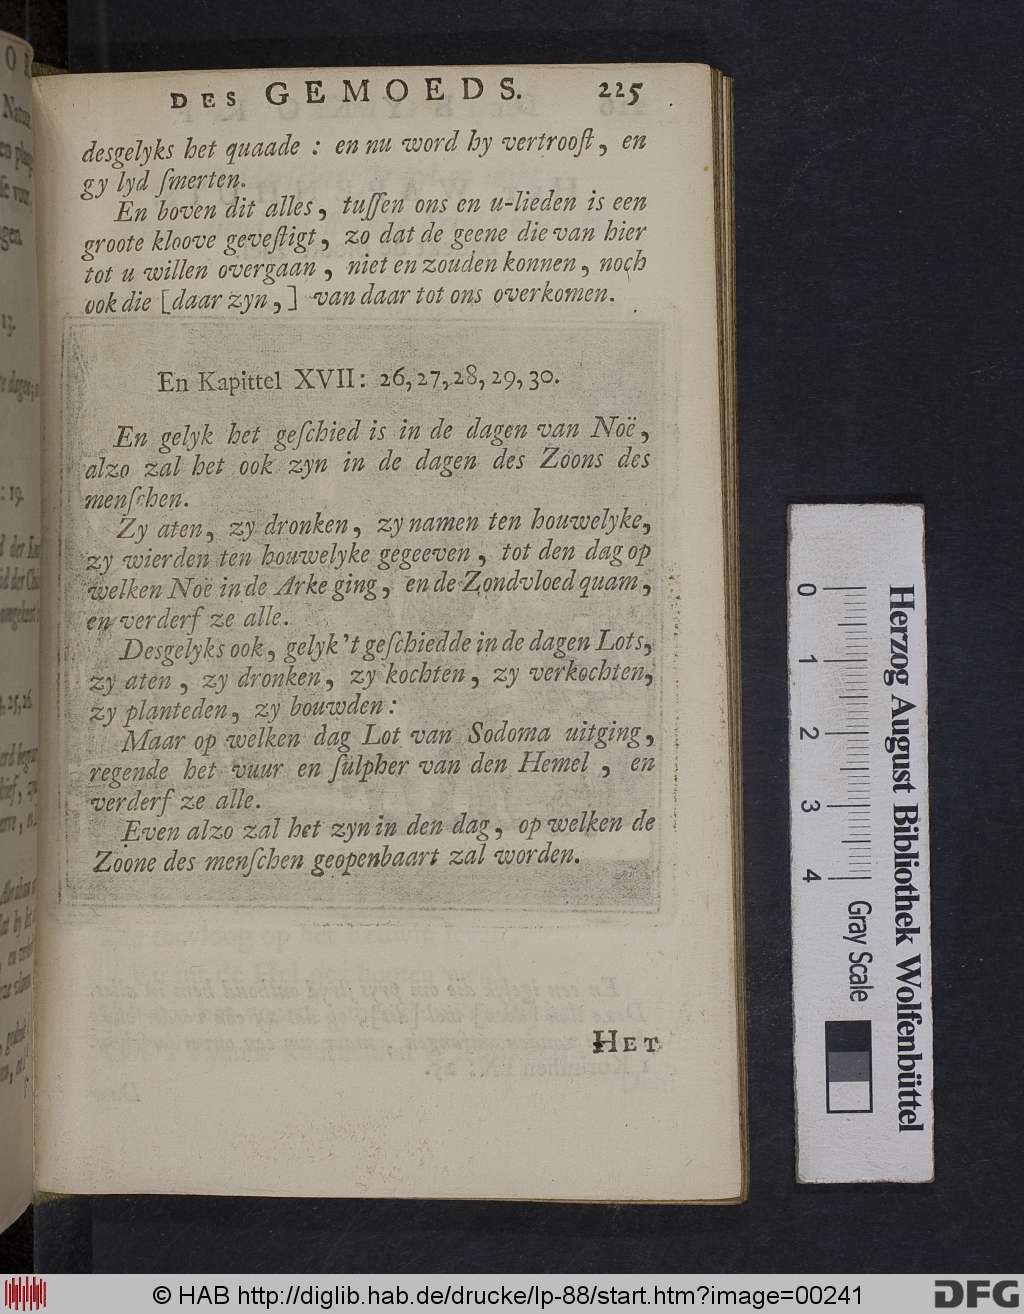 DES GEMOEDS. 225
desgelyks het quaade : en nu word hy vertrooſt, en
gy lyd ſmerten.
En boven dit alles, tuſſen ons en u-lieden is een
groote kloove geveſtigt, zo dat de geene die van hier
tot u willen overgaan, niet en zouden konnen, noch
ook die [daar zyn,] van daar tot ons overkomen.
En Kapittel XVII: 26, 27, 28, 29, 30.
En gelyk het geſchied is in de dagen van Noë,
alzo zal het ook zyn in de dagen des Zoons des
menſchen.
Zy aten, zy dronken, zy namen ten houwelyke,
zy wierden ten houwelyke gegeeven, tot den dag op
welken Noë in de Arke ging, en de Zondvloed quam,
en verderf ze alle.
Desgelyks ook, gelyk 't geſchiedde in de dagen Lots,
zy aten, zy dronken, zy kochten, zy verkochten,
zy planteden, zy bouwden:
Maar op welken dag Lot van Sodoma uitging,
regende het vuur en ſulpher van den Hemel, en
verderf ze alle.
Even alzo zal het zyn in den dag, op welken de
Zoone des menſchen geopenbaart zal worden.
HET
0 1 2 3 4
Gray Scale
Herzog August Bibliothek Wolfenbüttel
© HAB http://diglib.hab.de/drucke/lp-88/start.htm?image=00241
DFG